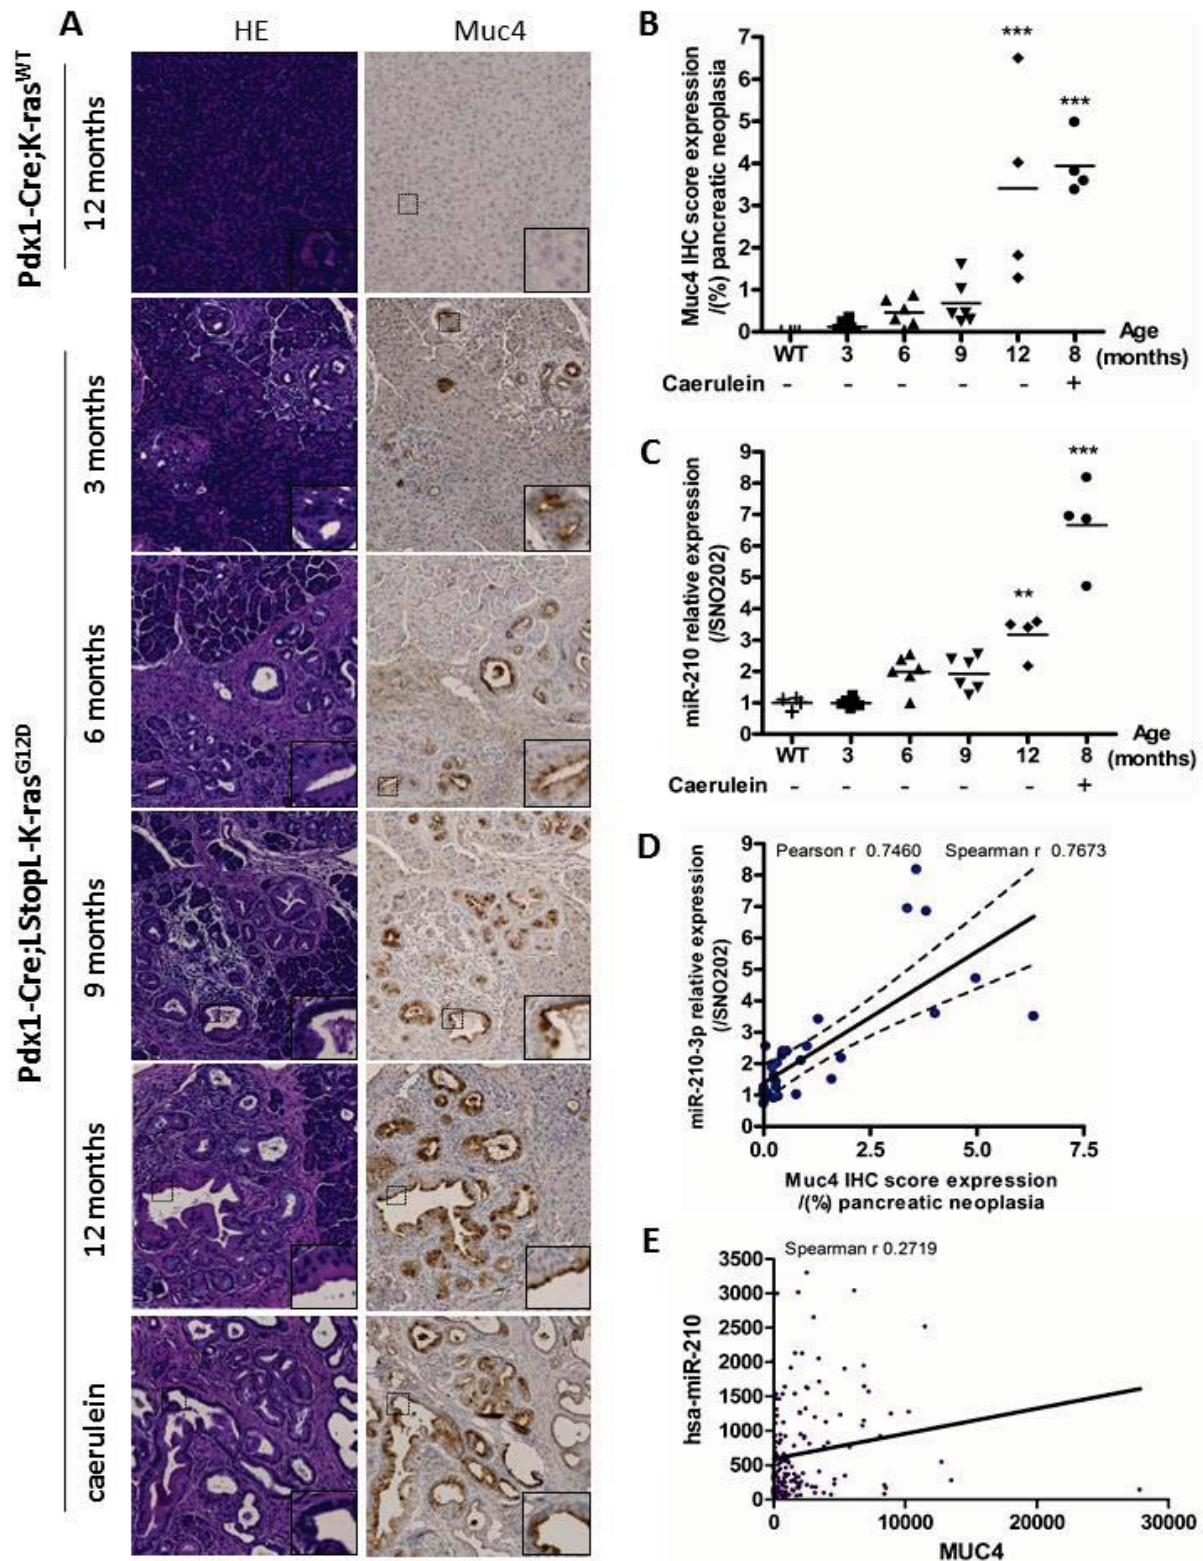 A
HE
Muc4
Pdx1-Cre;K-ras^WT
12 months
Pdx1-Cre;LStopL-K-ras^G12D
3 months
6 months
9 months
12 months
caerulein
B
Muc4 IHC score expression
/(%) pancreatic neoplasia
7
6
5
4
3
2
1
0
***
***
WT 3 6 9 12 8
Age
(months)
Caerulein - - - - - +
C
miR-210 relative expression
(/SNO202)
9
8
7
6
5
4
3
2
1
0
**
***
WT 3 6 9 12 8
Age
(months)
Caerulein - - - - - +
D
Pearson r 0.7460 Spearman r 0.7673
miR-210-3p relative expression
(/SNO202)
9
8
7
6
5
4
3
2
1
0
0.0 2.5 5.0 7.5
Muc4 IHC score expression
/(%) pancreatic neoplasia
E
Spearman r 0.2719
hsa-miR-210
3500
3000
2500
2000
1500
1000
500
0
0 10000 20000 30000
MUC4